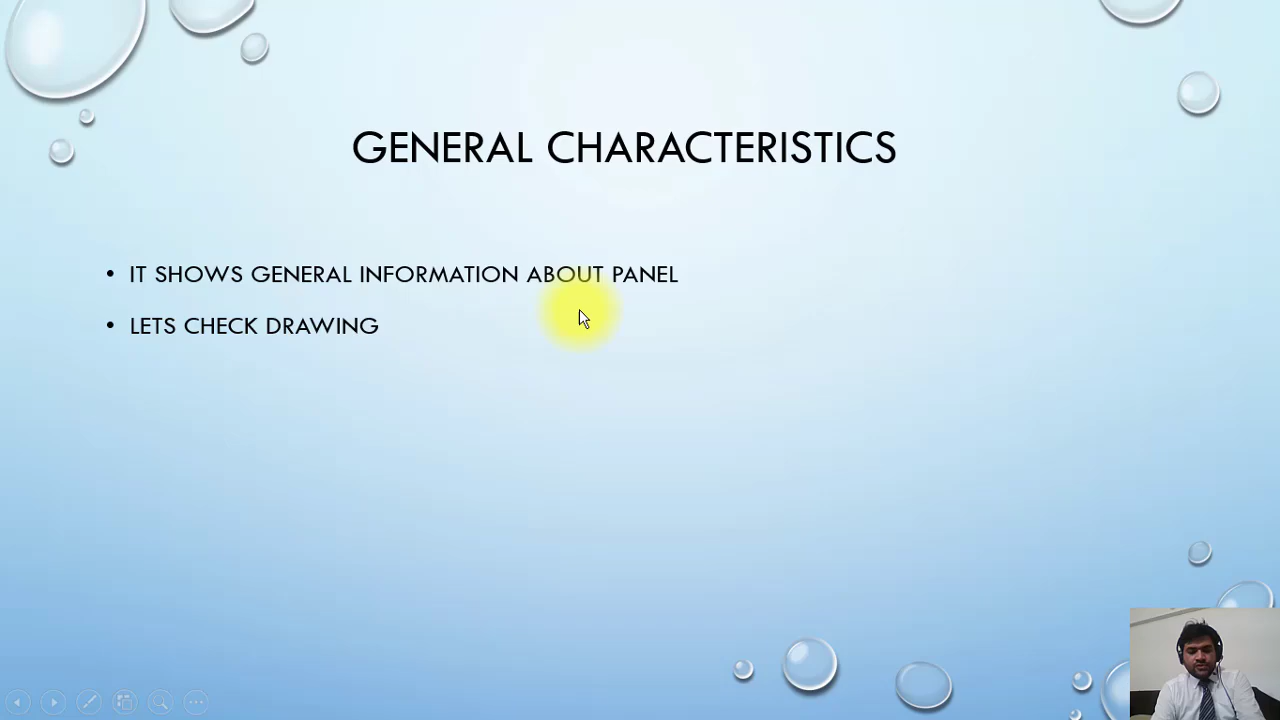 GENERAL CHARACTERISTICS
• IT SHOWS GENERAL INFORMATION ABOUT PANEL
• LETS CHECK DRAWING